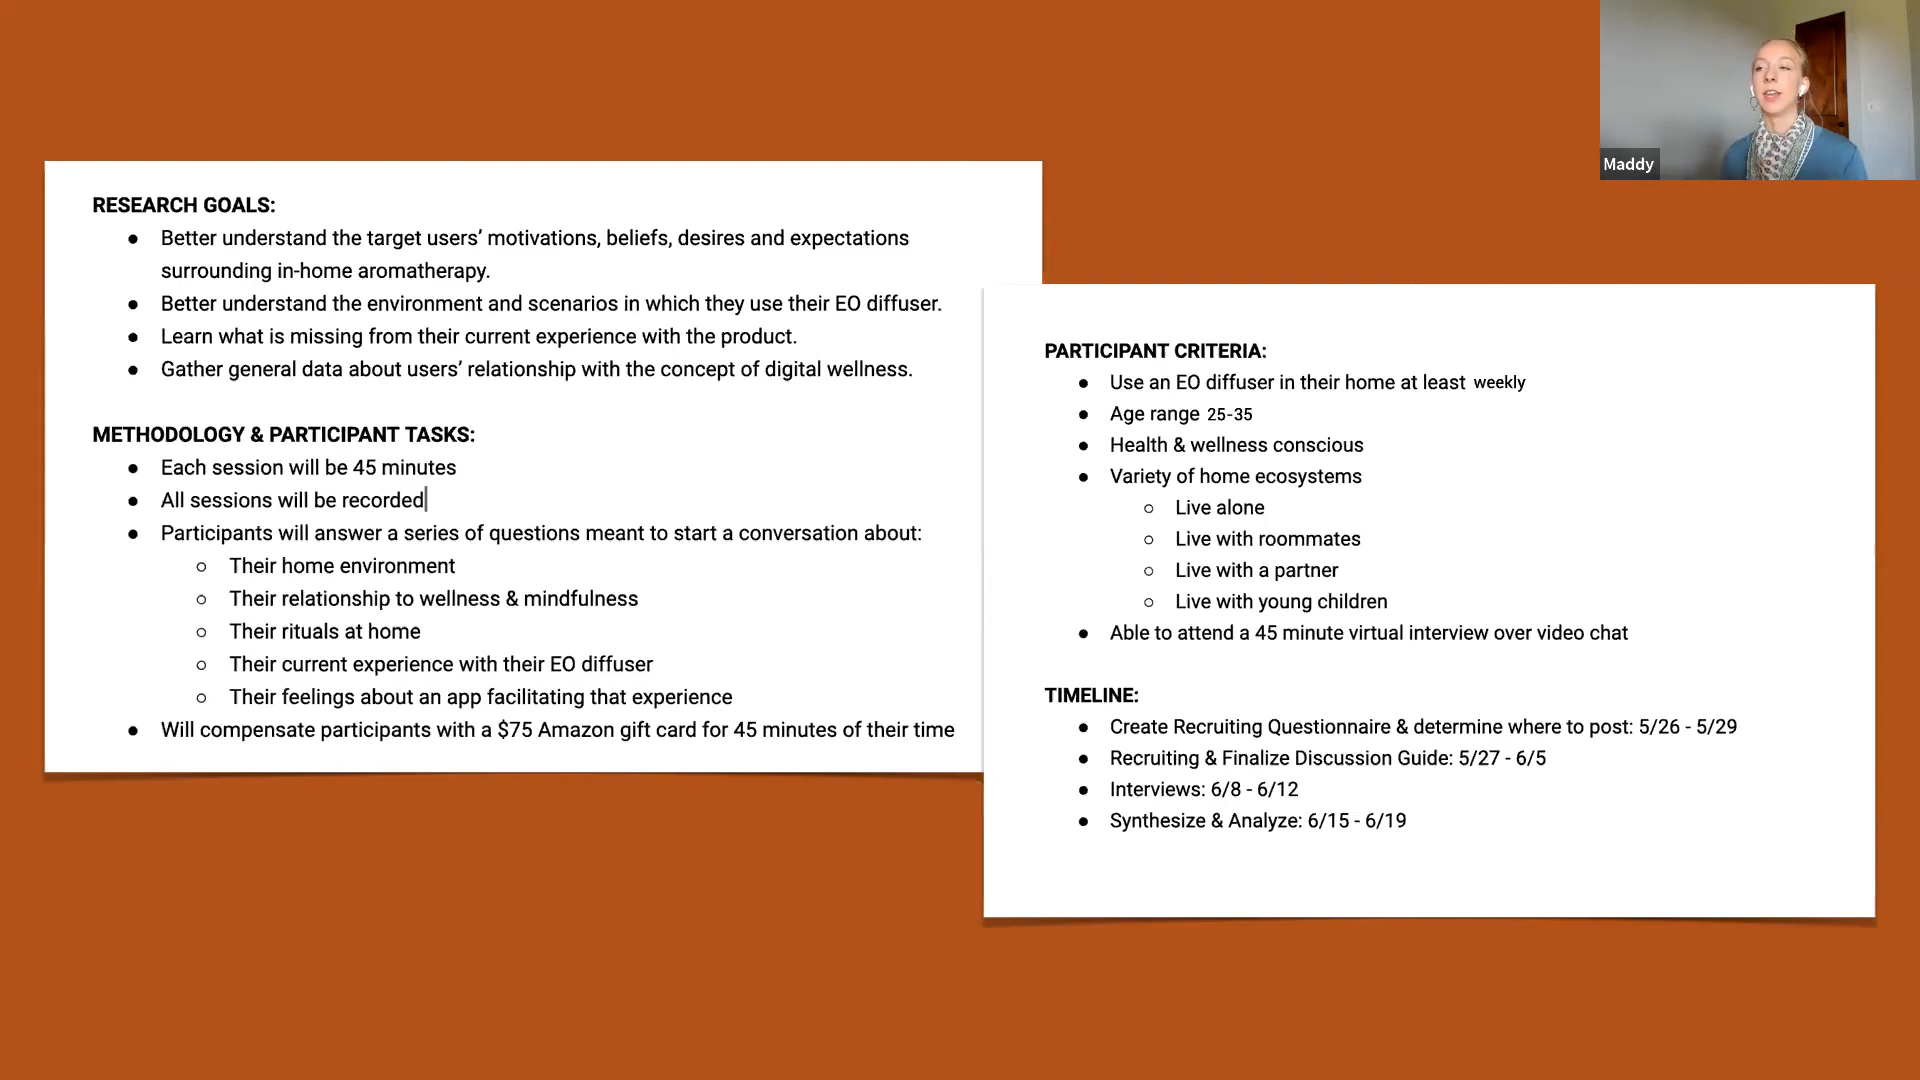 Maddy
RESEARCH GOALS:
● Better understand the target users’ motivations, beliefs, desires and expectations
surrounding in-home aromatherapy.
● Better understand the environment and scenarios in which they use their EO diffuser.
● Learn what is missing from their current experience with the product.
● Gather general data about users’ relationship with the concept of digital wellness.
METHODOLOGY & PARTICIPANT TASKS:
● Each session will be 45 minutes
● All sessions will be recorded
● Participants will answer a series of questions meant to start a conversation about:
○ Their home environment
○ Their relationship to wellness & mindfulness
○ Their rituals at home
○ Their current experience with their EO diffuser
○ Their feelings about an app facilitating that experience
● Will compensate participants with a $75 Amazon gift card for 45 minutes of their time
PARTICIPANT CRITERIA:
● Use an EO diffuser in their home at least weekly
● Age range 25-35
● Health & wellness conscious
● Variety of home ecosystems
○ Live alone
○ Live with roommates
○ Live with a partner
○ Live with young children
● Able to attend a 45 minute virtual interview over video chat
TIMELINE:
● Create Recruiting Questionnaire & determine where to post: 5/26 - 5/29
● Recruiting & Finalize Discussion Guide: 5/27 - 6/5
● Interviews: 6/8 - 6/12
● Synthesize & Analyze: 6/15 - 6/19